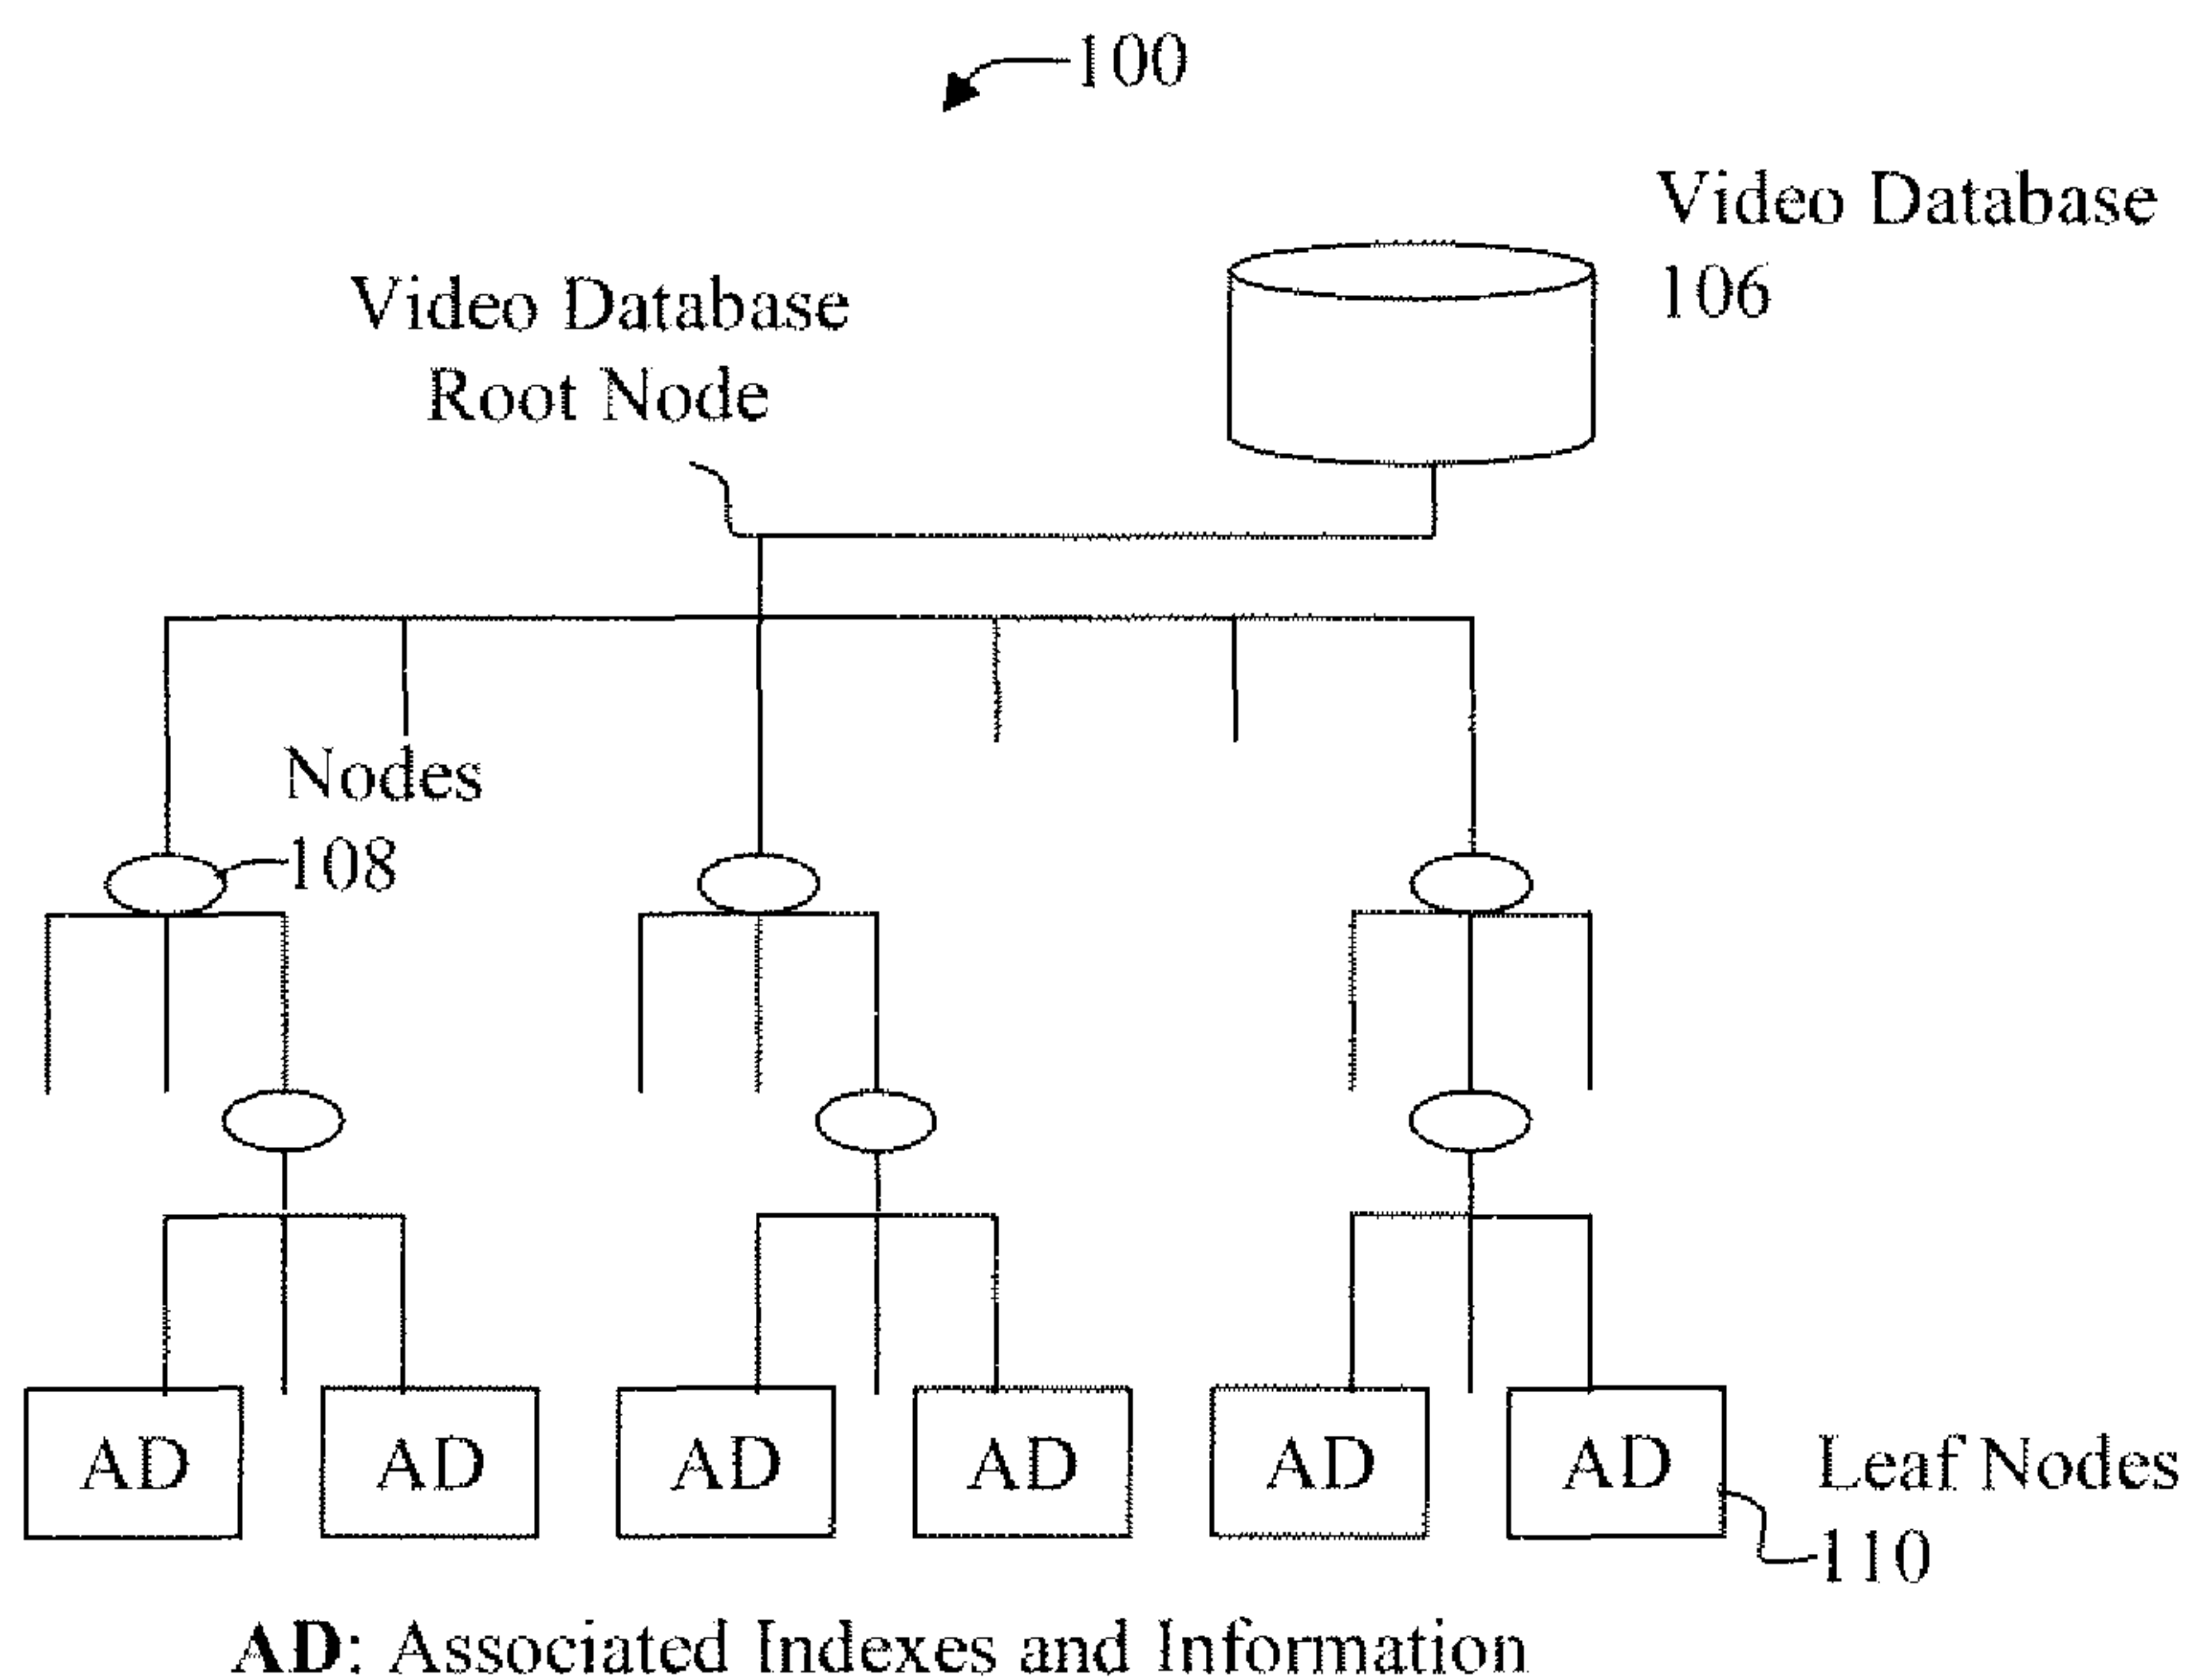 100
Video Database
106
Video Database
Root Node
Nodes
108
AD AD AD AD AD AD
Leaf Nodes
110
AD: Associated Indexes and Information